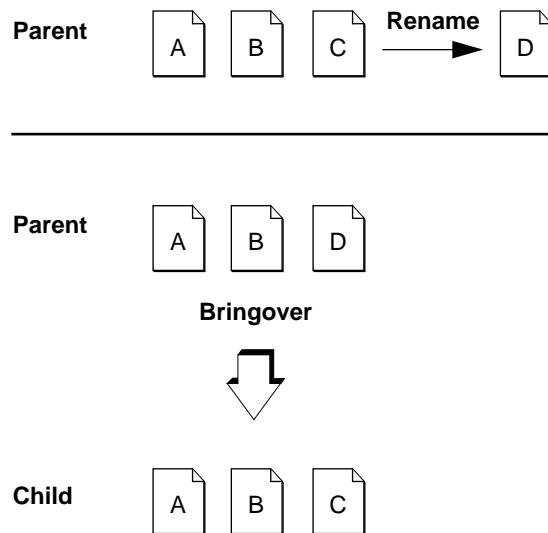 Parent A B C Rename D
Parent A B D
Bringover
Child A B C